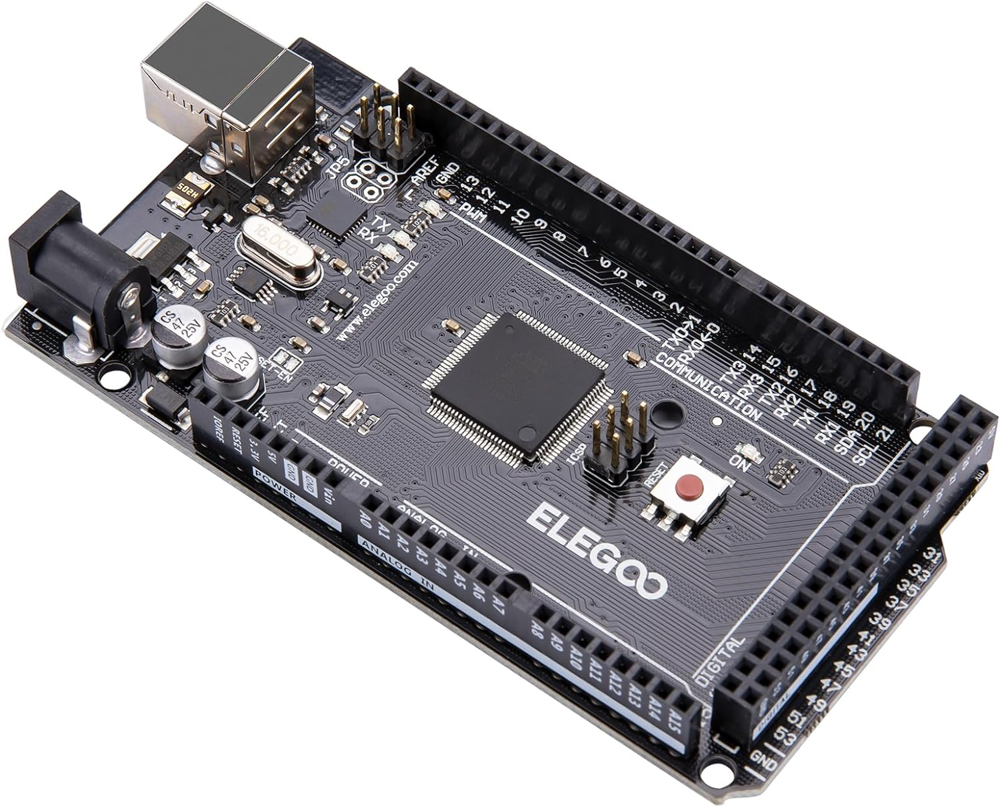 JP5
AREF
GND
13
12
11
10
9
8
7
6
5
4
3
2
TX0→1
RX0←0
PWM
L
TX
RX
16.000
www.elegoo.com
CS
47
25V
CS
47
25V
COMMUNICATION
TX3 14
RX3 15
TX2 16
RX2 17
TX1 18
RX1 19
SDA 20
SCL 21
ICSP
RESET
ON
ELEGOO
IOREF
RESET
3.3V
5V
GND
GND
Vin
POWER
POWER
A0
A1
A2
A3
A4
A5
A6
A7
ANALOG IN
A8
A9
A10
A11
A12
A13
A14
A15
DIGITAL
DIGITAL
GND